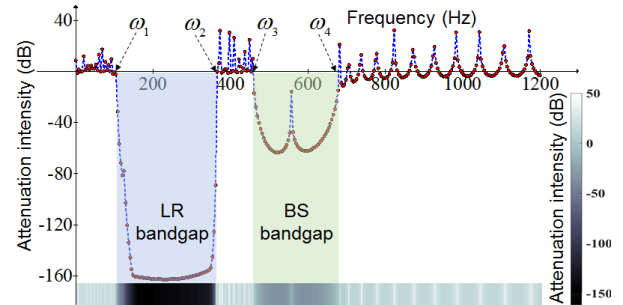 40
0
-40
-80
-120
-160
Attenuation intensity (dB)
ω₁
ω₂
ω₃
ω₄
Frequency (Hz)
200
400
600
800
1000
1200
LR
bandgap
BS
bandgap
50
0
-50
-100
-150
Attenuation intensity (dB)